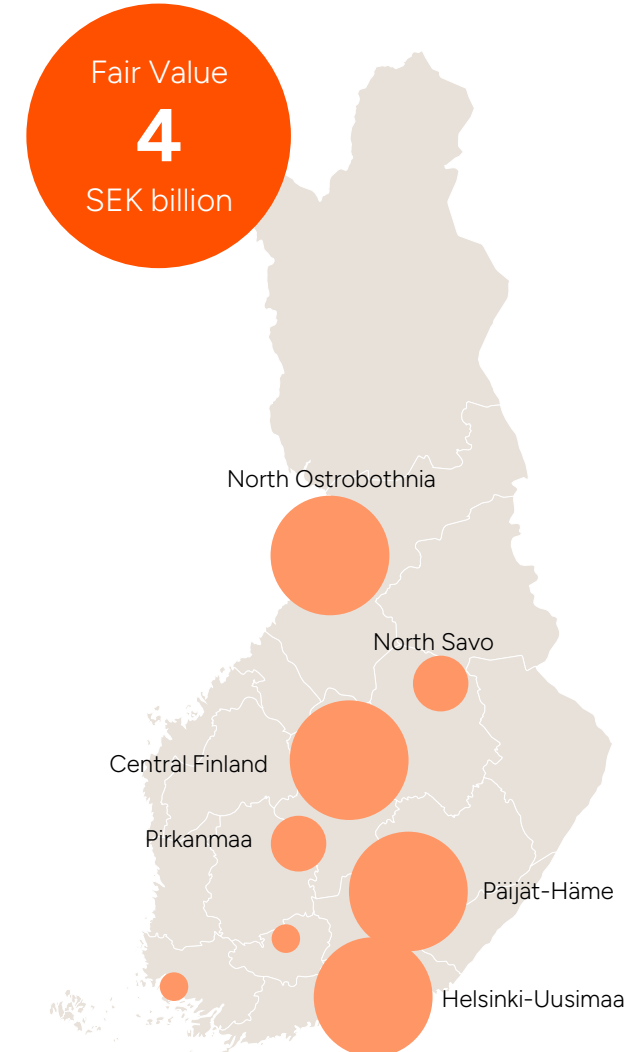 Fair Value
4
SEK billion
North Ostrobothnia
North Savo
Central Finland
Pirkanmaa
Päijät-Häme
Helsinki-Uusimaa